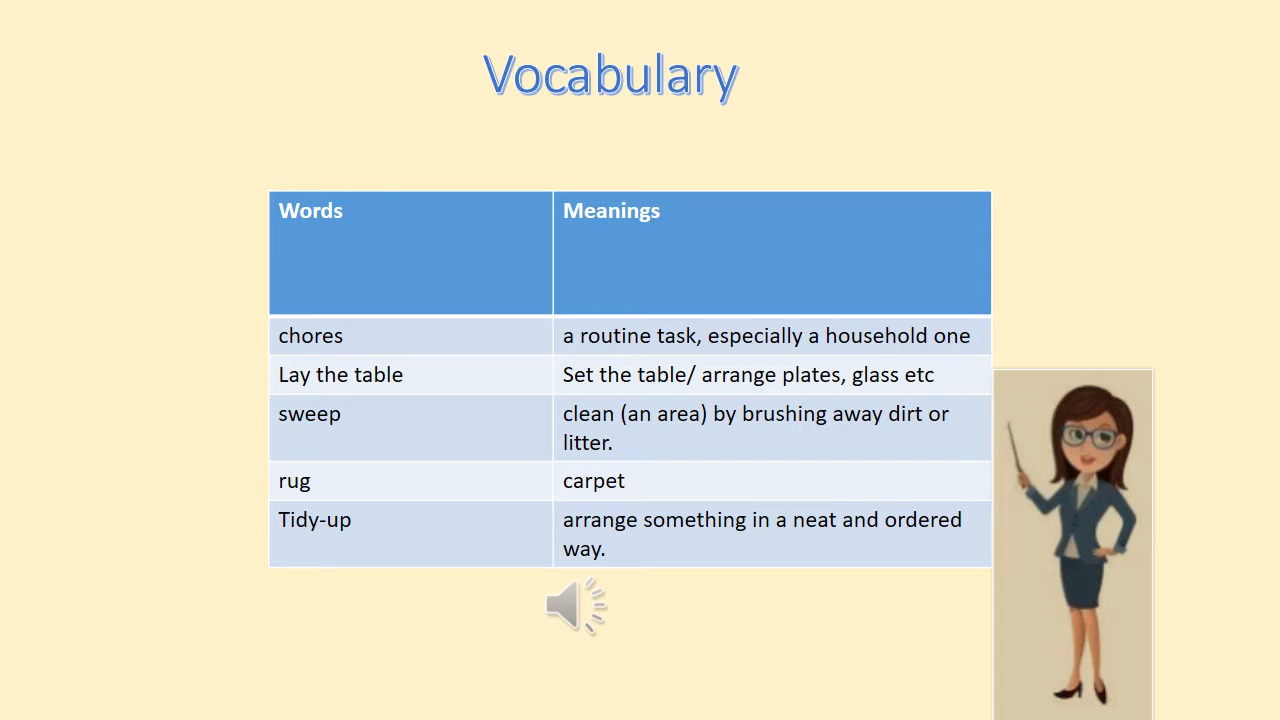 Vocabulary
Words Meanings
chores a routine task, especially a household one
Lay the table Set the table/ arrange plates, glass etc
sweep clean (an area) by brushing away dirt or
litter.
rug carpet
Tidy-up arrange something in a neat and ordered
way.